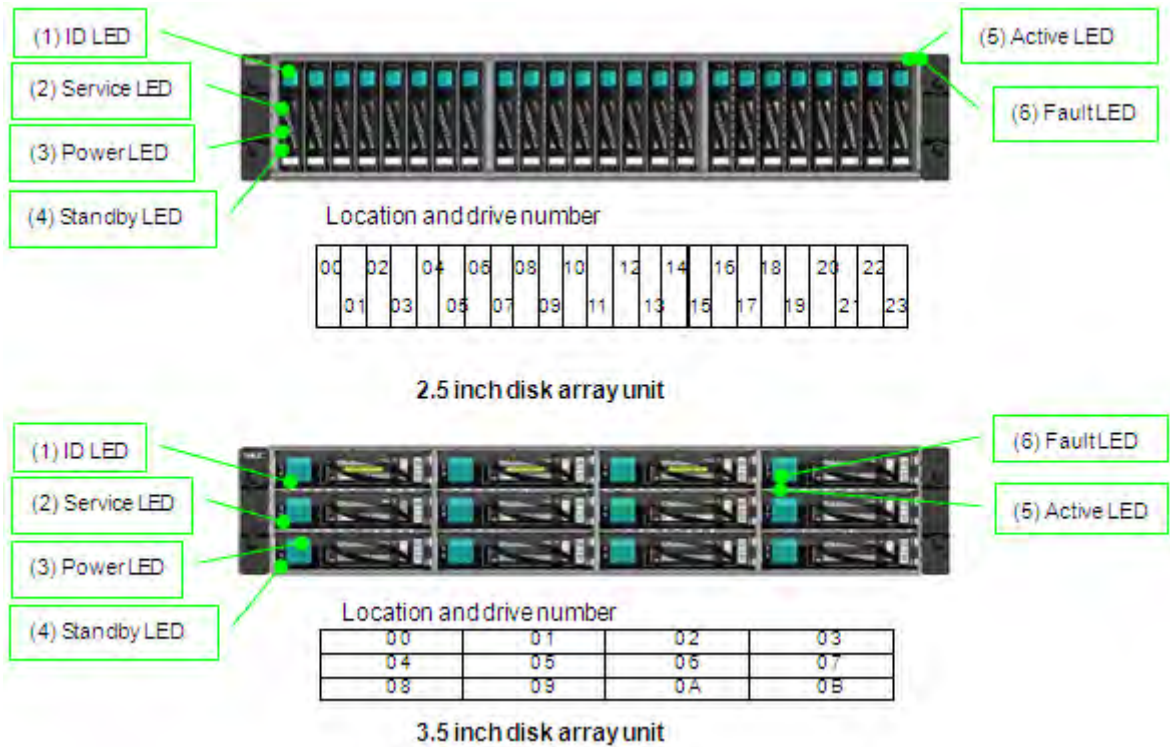 (1) ID LED
(5) Active LED
(2) Service LED
(6) Fault LED
(3) Power LED
(4) Standby LED
Location and drive number
00 02 04 06 08 10 12 14 16 18 20 22
01 03 05 07 09 11 13 15 17 19 21 23
2.5 inch disk array unit
(1) ID LED
(6) Fault LED
(2) Service LED
(5) Active LED
(3) Power LED
(4) Standby LED
Location and drive number
00 01 02 03
04 05 06 07
08 09 0A 0B
3.5 inch disk array unit